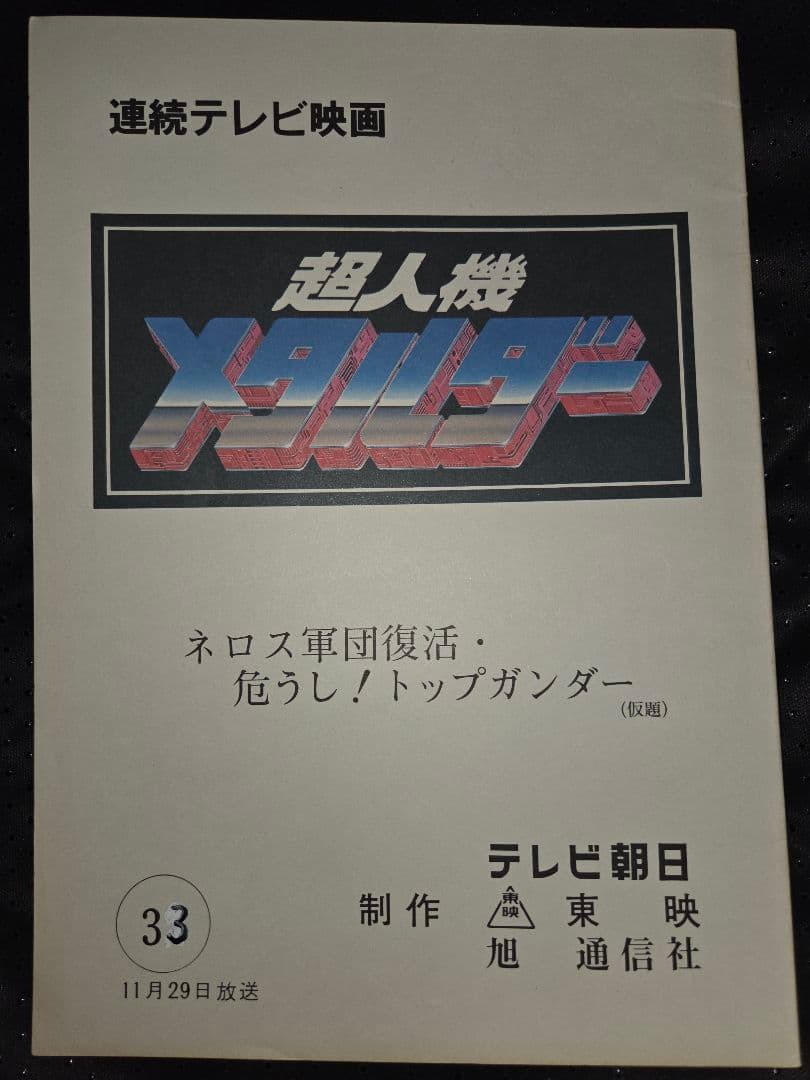 連続テレビ映画
超人機
メタルダー
ネロス軍団復活・
危うし！トップガンダー
(仮題)
テレビ朝日
制作 東映 東映
旭通信社
33
11月29日放送